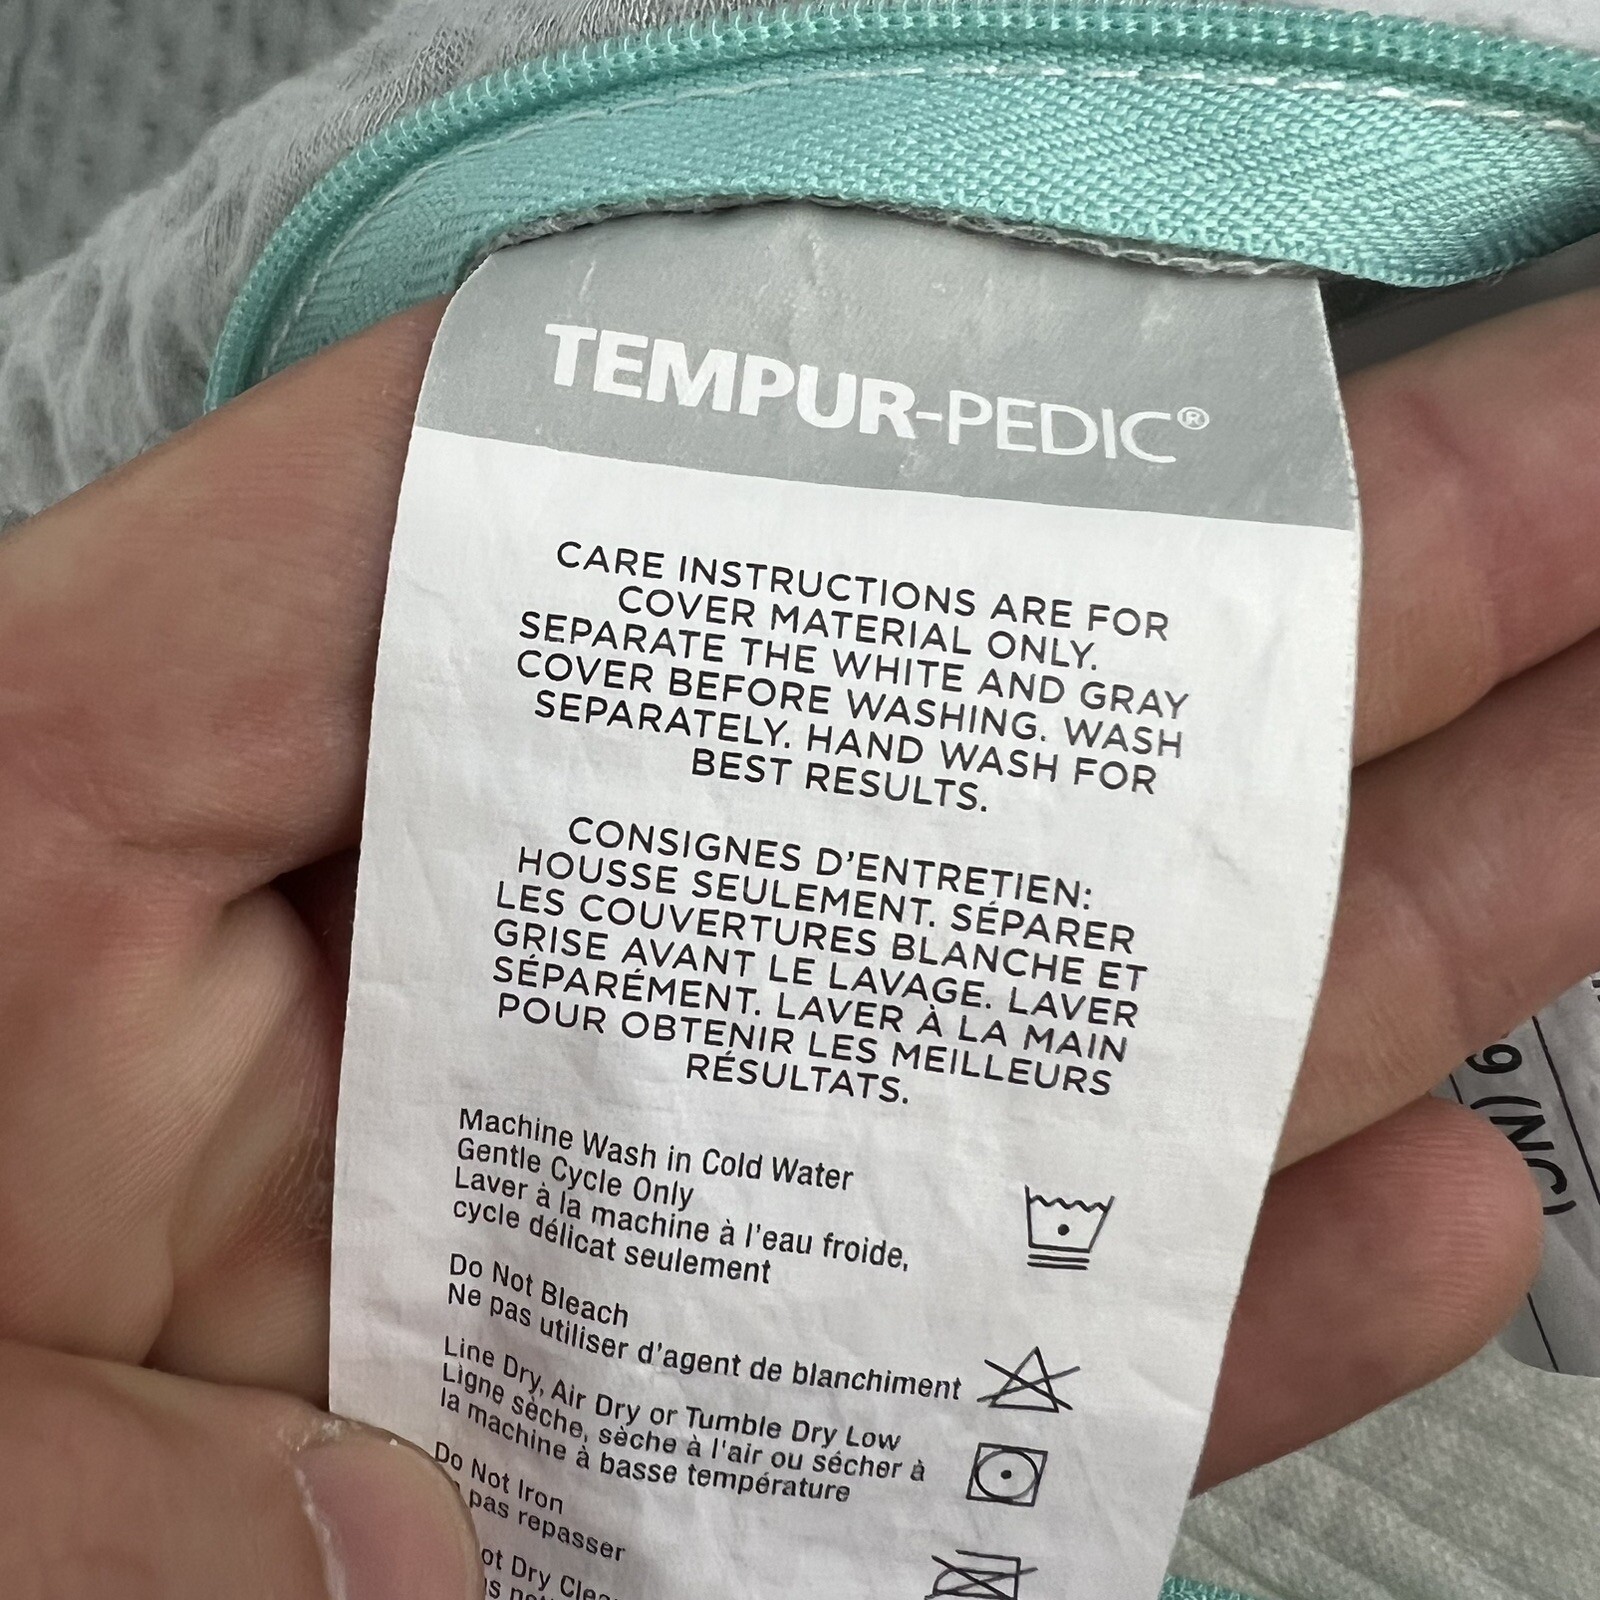 TEMPUR-PEDIC®
CARE INSTRUCTIONS ARE FOR
COVER MATERIAL ONLY.
SEPARATE THE WHITE AND GRAY
COVER BEFORE WASHING. WASH
SEPARATELY. HAND WASH FOR
BEST RESULTS.
CONSIGNES D'ENTRETIEN:
HOUSSE SEULEMENT. SÉPARER
LES COUVERTURES BLANCHE ET
GRISE AVANT LE LAVAGE. LAVER
SÉPARÉMENT. LAVER À LA MAIN
POUR OBTENIR LES MEILLEURS
RÉSULTATS.
Machine Wash in Cold Water
Gentle Cycle Only
Laver à la machine à l'eau froide,
cycle délicat seulement
Do Not Bleach
Ne pas utiliser d'agent de blanchiment
Line Dry, Air Dry or Tumble Dry Low
Ligne sèche, sèche à l'air ou sécher à
la machine à basse température
Do Not Iron
pas repasser
Dry
9 (NC)